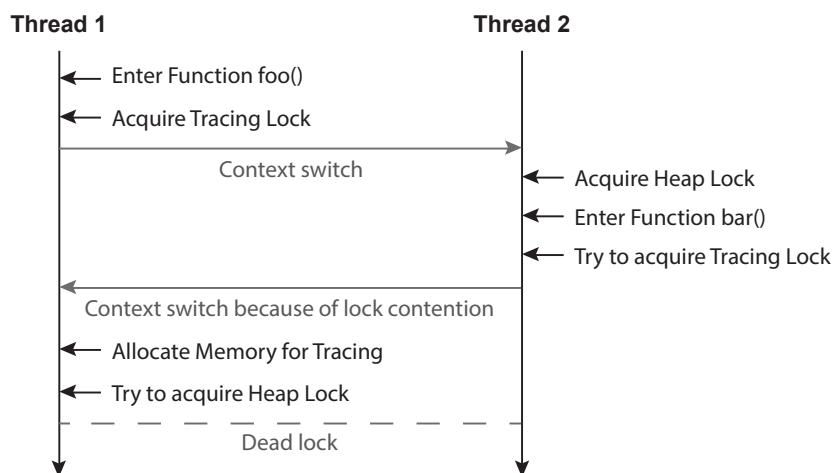 Thread 1
Thread 2
Enter Function foo()
Acquire Tracing Lock
Context switch
Acquire Heap Lock
Enter Function bar()
Try to acquire Tracing Lock
Context switch because of lock contention
Allocate Memory for Tracing
Try to acquire Heap Lock
Dead lock